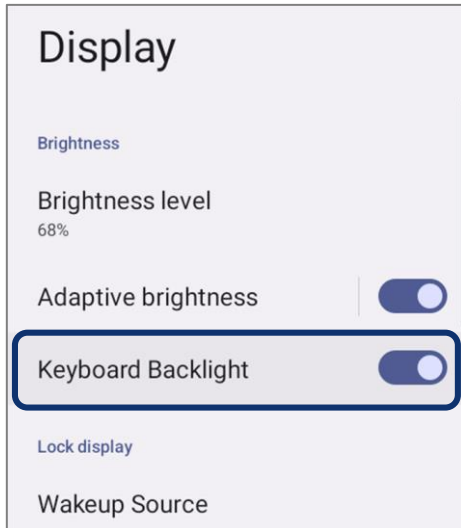 Display
Brightness
Brightness level
68%
Adaptive brightness
Keyboard Backlight
Lock display
Wakeup Source